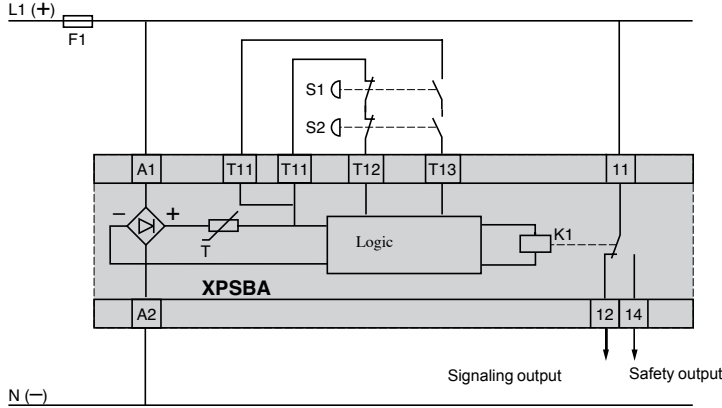 L1 (+)
F1
S1
S2
A1 T11 T11 T12 T13 11
− +
T
Logic
K1
XPSBA
A2 12 14
Signaling output Safety output
N (−)